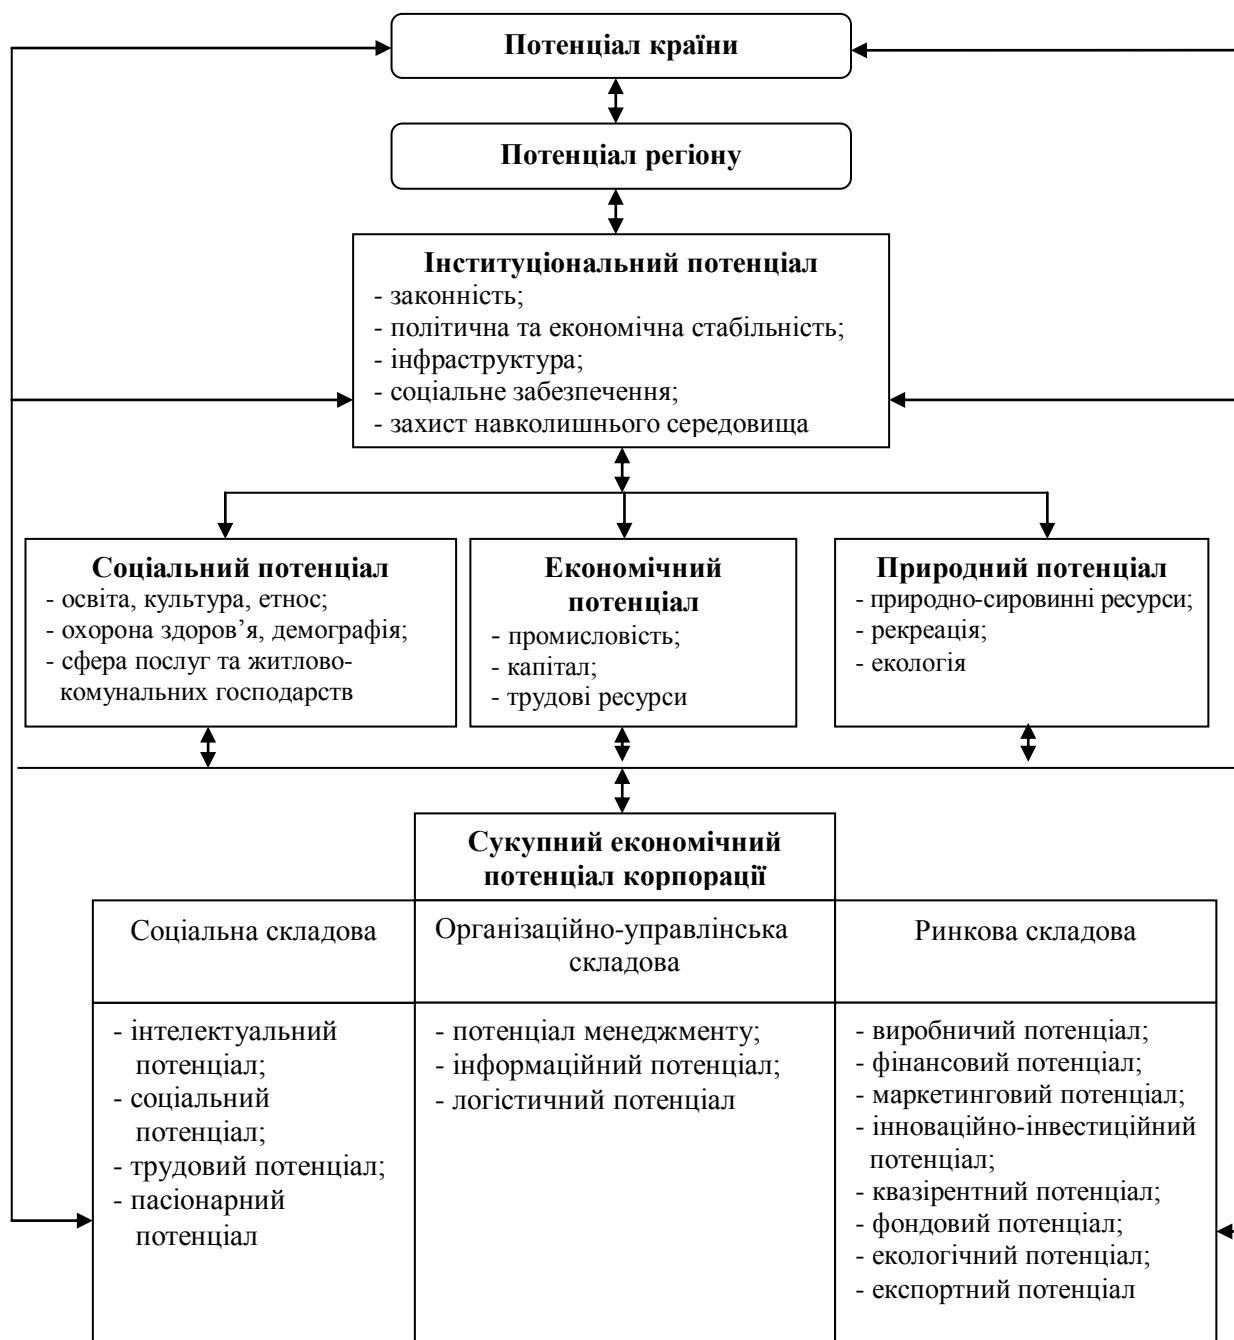 Потенціал країни
Потенціал регіону
Інституціональний потенціал
- законність;
- політична та економічна стабільність;
- інфраструктура;
- соціальне забезпечення;
- захист навколишнього середовища
Соціальний потенціал
- освіта, культура, етнос;
- охорона здоров’я, демографія;
- сфера послуг та житлово-
комунальних господарств
Економічний
потенціал
- промисловість;
- капітал;
- трудові ресурси
Природний потенціал
- природно-сировинні ресурси;
- рекреація;
- екологія
Сукупний економічний
потенціал корпорації
Соціальна складова
- інтелектуальний
потенціал;
- соціальний
потенціал;
- трудовий потенціал;
- пасіонарний
потенціал
Організаційно-управлінська
складова
- потенціал менеджменту;
- інформаційний потенціал;
- логістичний потенціал
Ринкова складова
- виробничий потенціал;
- фінансовий потенціал;
- маркетинговий потенціал;
- інноваційно-інвестиційний
потенціал;
- квазірентний потенціал;
- фондовий потенціал;
- екологічний потенціал;
- експортний потенціал